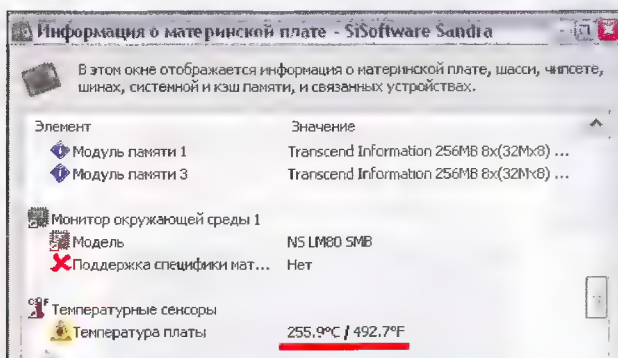 Информация о материнской плате - SiSoftware Sandra
В этом окне отображается информация о материнской плате, шасси, чипсете,
шинах, системной и кэш памяти, и связанных устройствах.
Элемент Значение
Модуль памяти 1 Transcend Information 256MB 8x(32Mx8) ...
Модуль памяти 3 Transcend Information 256MB 8x(32Mx8) ...
Монитор окружающей среды 1
Модель NS LM80 SMB
Поддержка специфики мат... Нет
Температурные сенсоры
Температура платы 255.9°C / 492.7°F